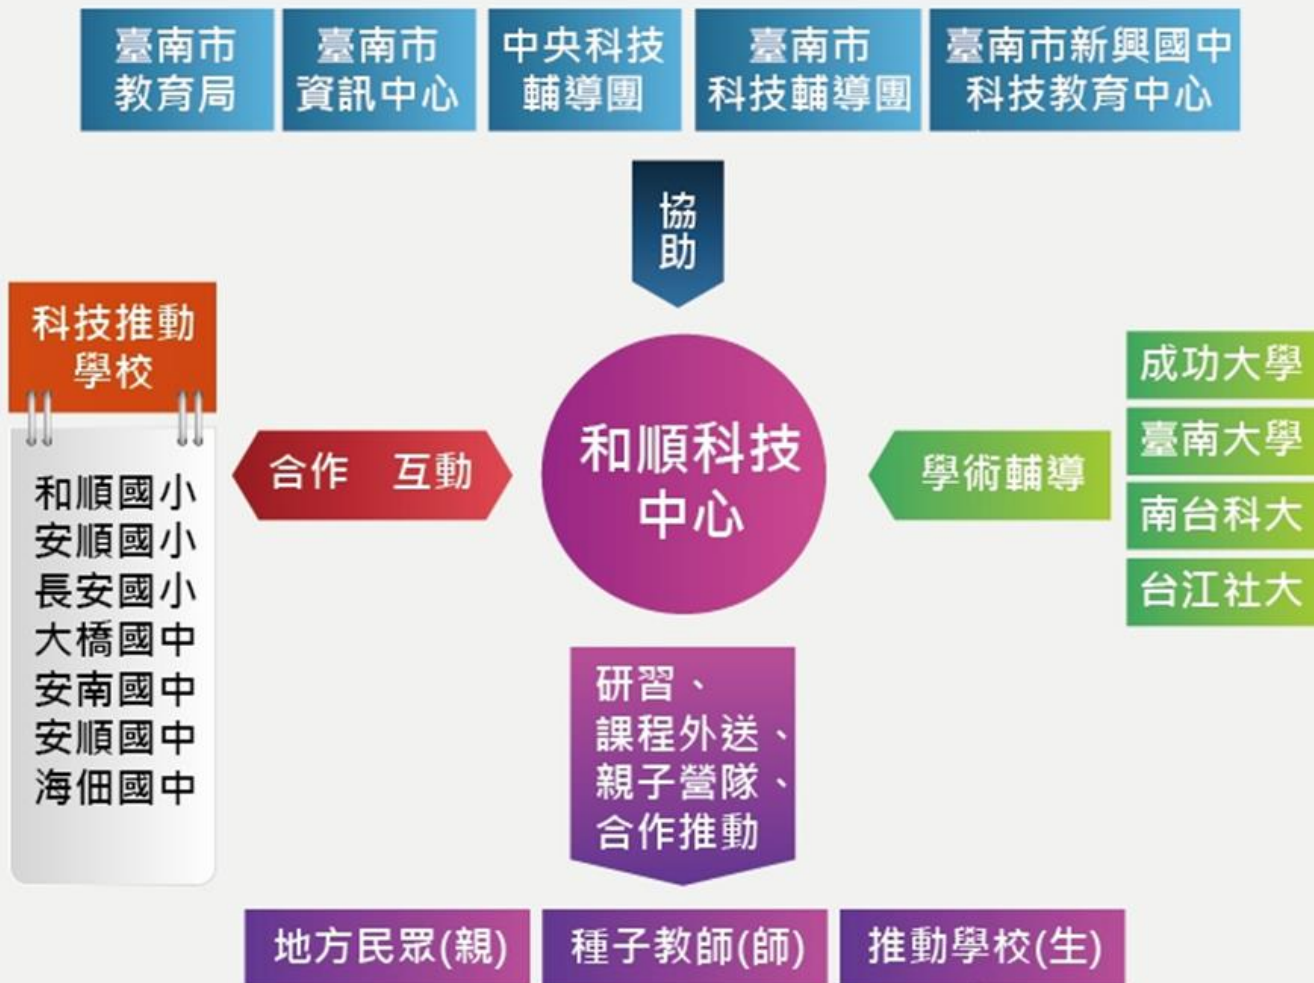 臺南市
教育局
臺南市
資訊中心
中央科技
輔導團
臺南市
科技輔導團
臺南市新興國中
科技教育中心
協
助
科技推動
學校
和順國小
安順國小
長安國小
大橋國中
安南國中
安順國中
海佃國中
合作 互動
和順科技
中心
學術輔導
成功大學
臺南大學
南台科大
台江社大
研習、
課程外送、
親子營隊、
合作推動
地方民眾(親)
種子教師(師)
推動學校(生)